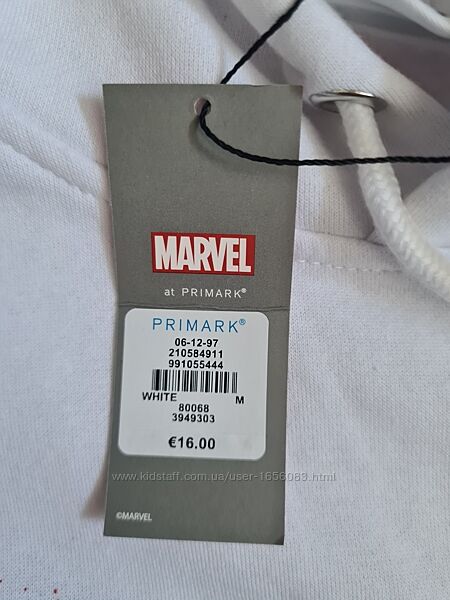 MARVEL
at PRIMARK®
PRIMARK®
06-12-97
210584911
991055444
WHITE M
80068
3949303
€16.00
www.kidstaff.com.ua/user-1656083.html
©MARVEL